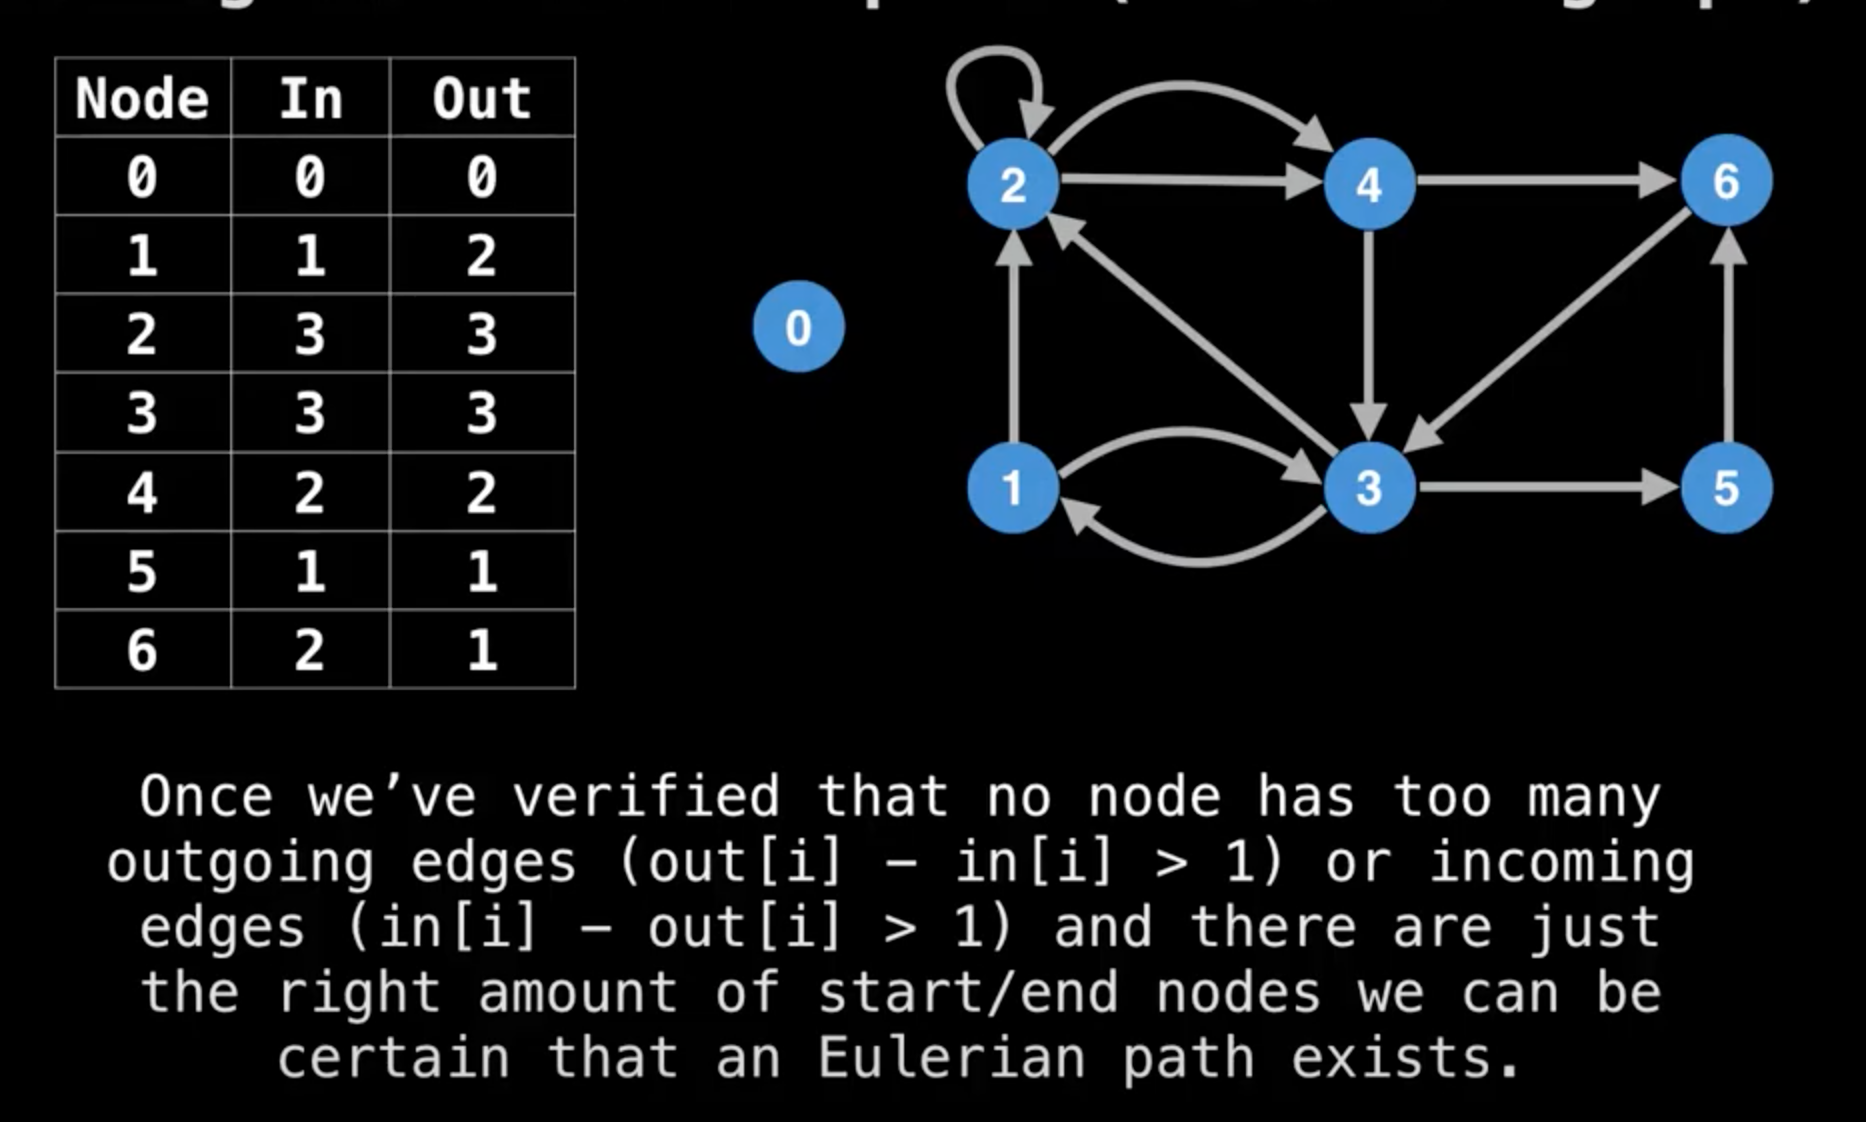 Node In Out
0 0 0
1 1 2
2 3 3
3 3 3
4 2 2
5 1 1
6 2 1
2 4 6
0
1 3 5
Once we’ve verified that no node has too many
outgoing edges (out[i] – in[i] > 1) or incoming
edges (in[i] – out[i] > 1) and there are just
the right amount of start/end nodes we can be
certain that an Eulerian path exists.